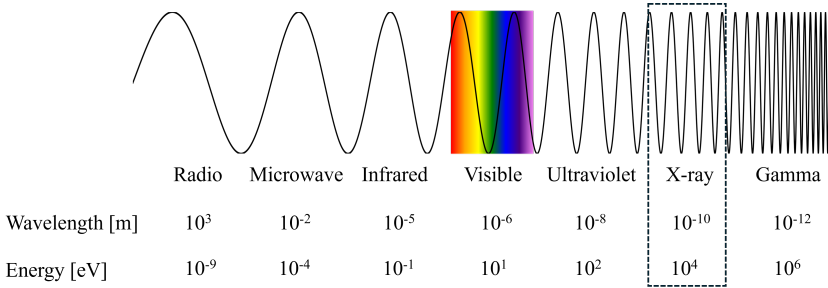 Radio Microwave Infrared Visible Ultraviolet X-ray Gamma
Wavelength [m] 10³ 10⁻² 10⁻⁵ 10⁻⁶ 10⁻⁸ 10⁻¹⁰ 10⁻¹²
Energy [eV] 10⁻⁹ 10⁻⁴ 10⁻¹ 10¹ 10² 10⁴ 10⁶